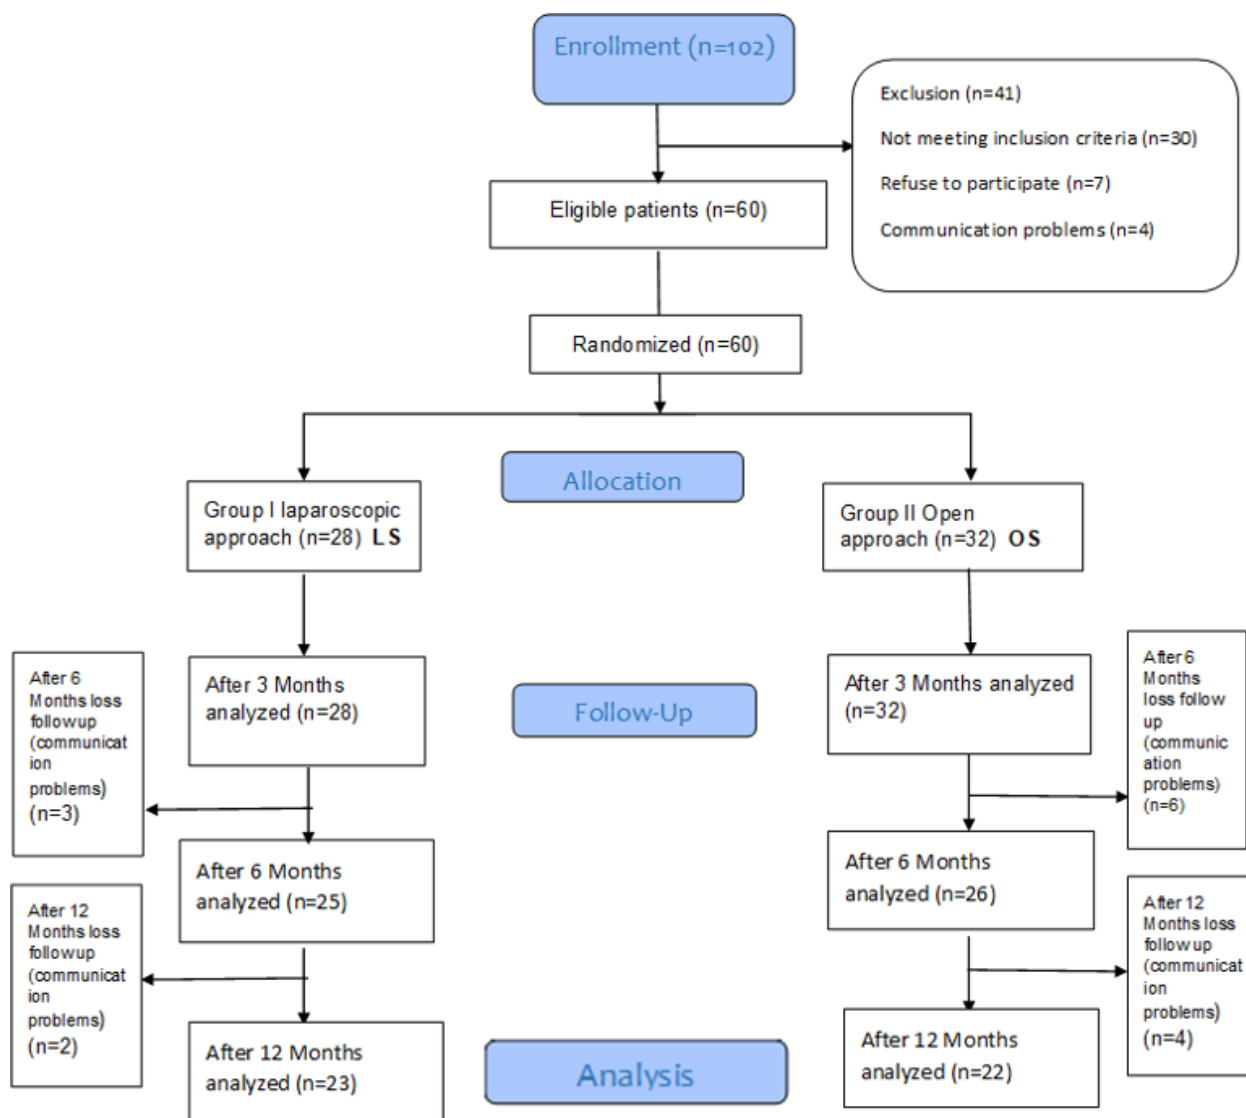 Enrollment (n=102)
Exclusion (n=41)
Not meeting inclusion criteria (n=30)
Refuse to participate (n=7)
Communication problems (n=4)
Eligible patients (n=60)
Randomized (n=60)
Allocation
Group I laparoscopic
approach (n=28) LS
Group II Open
approach (n=32) OS
After 3 Months
analyzed (n=28)
Follow-Up
After 3 Months analyzed
(n=32)
After 6
Months loss
followup
(communicat
ion
problems)
(n=3)
After 6
Months
loss follow
up
(communic
ation
problems)
(n=6)
After 6 Months
analyzed (n=25)
After 6 Months
analyzed (n=26)
After 12
Months loss
followup
(communicat
ion
problems)
(n=2)
After 12
Months loss
followup
(communicat
ion
problems)
(n=4)
After 12 Months
analyzed (n=23)
Analysis
After 12 Months
analyzed (n=22)